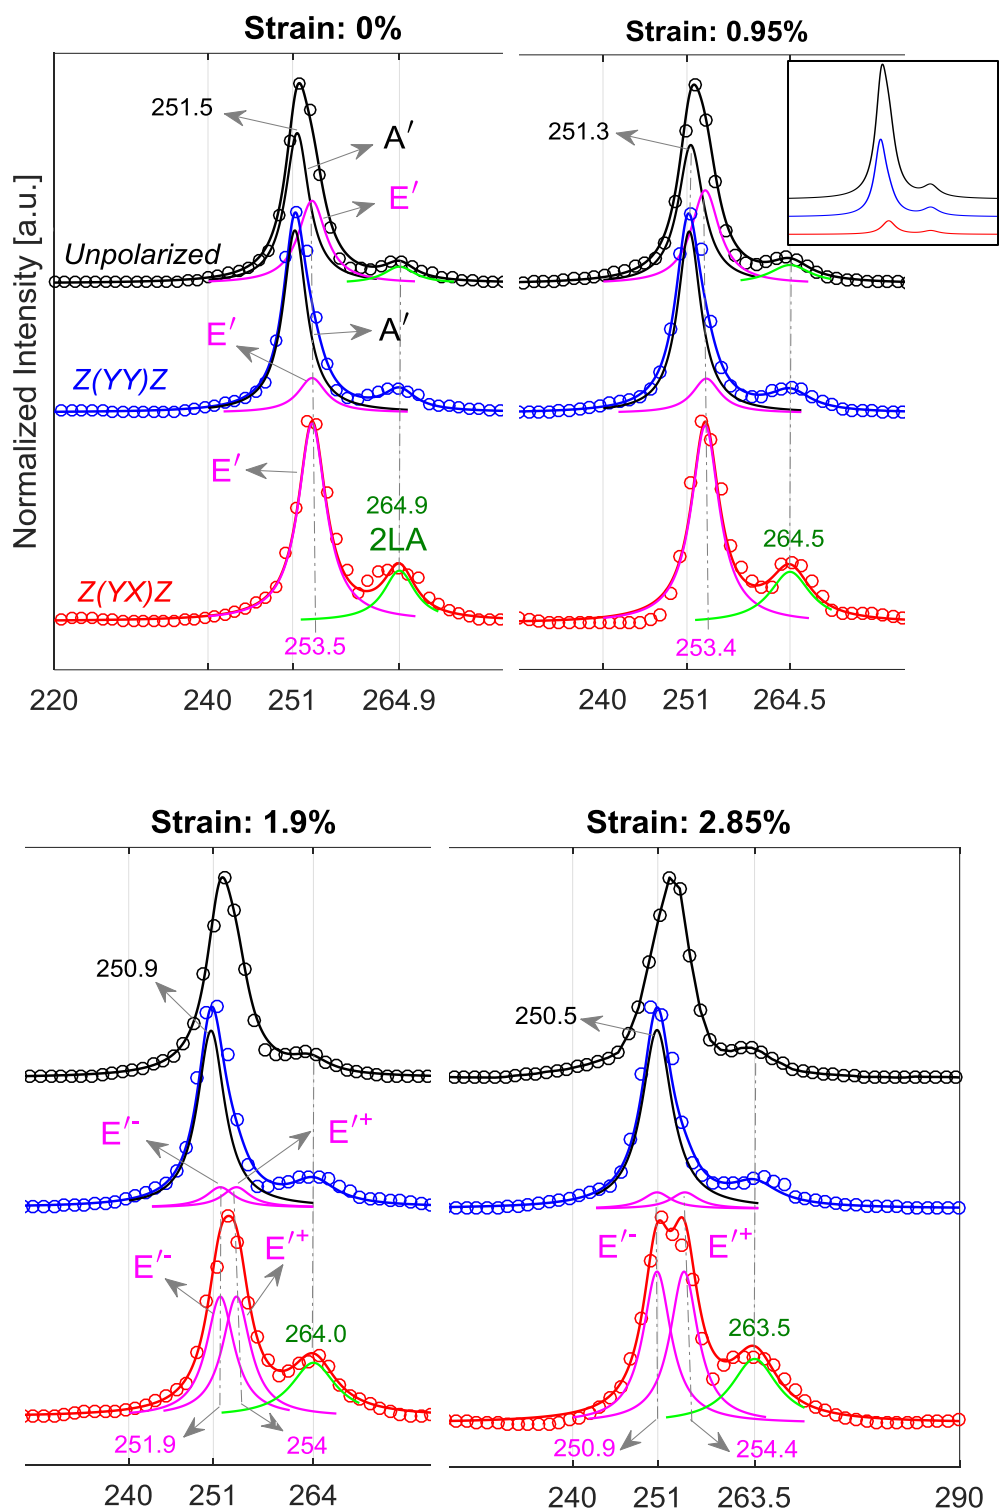 Strain: 0%
Strain: 0.95%
251.5
A′
E′
Unpolarized
251.3
E′
A′
Z(YY)Z
E′
264.9
2LA
Z(YX)Z
253.5
264.5
253.4
220
240
251
264.9
240
251
264.5
Normalized Intensity [a.u.]
Strain: 1.9%
Strain: 2.85%
250.9
250.5
E′-
E′+
E′-
E′+
264.0
251.9
254
E′-
E′+
263.5
250.9
254.4
240
251
264
240
251
263.5
290